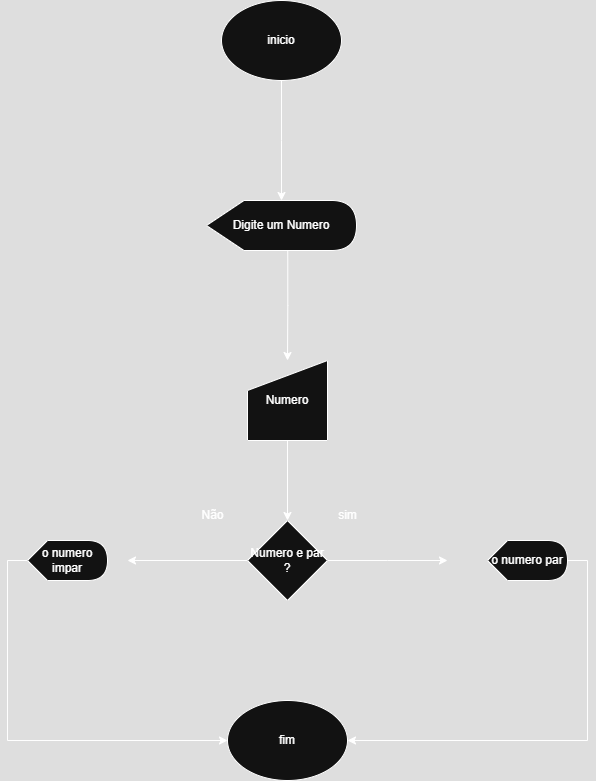 inicio
Digite um Numero
Numero
Não
sim
o numero
impar
Numero e par
?
o numero par
fim